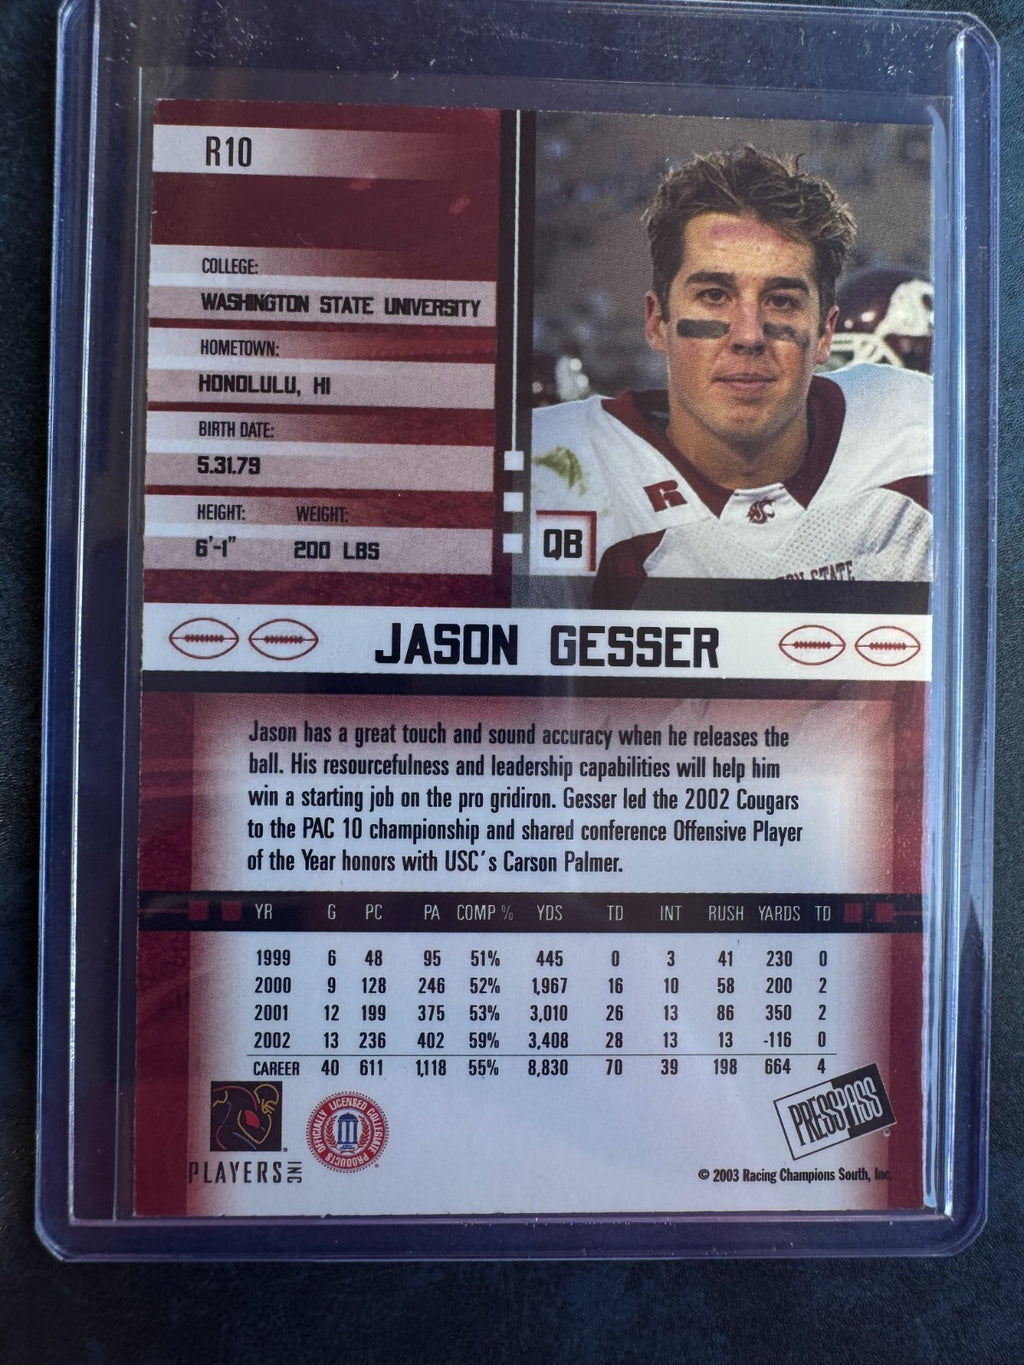 R10
COLLEGE:
WASHINGTON STATE UNIVERSITY
HOMETOWN:
HONOLULU, HI
BIRTH DATE:
5.31.79
HEIGHT: WEIGHT:
6'-1" 200 LBS
QB
STATE
JASON GESSER
Jason has a great touch and sound accuracy when he releases the
ball. His resourcefulness and leadership capabilities will help him
win a starting job on the pro gridiron. Gesser led the 2002 Cougars
to the PAC 10 championship and shared conference Offensive Player
of the Year honors with USC's Carson Palmer.
YR G PC PA COMP % YDS TD INT RUSH YARDS TD
1999 6 48 95 51% 445 0 3 41 230 0
2000 9 128 246 52% 1,967 16 10 58 200 2
2001 12 199 375 53% 3,010 26 13 86 350 2
2002 13 236 402 59% 3,408 28 13 13 -116 0
CAREER 40 611 1,118 55% 8,830 70 39 198 664 4
PLAYERS INC
OFFICIALLY LICENSED COLLEGIATE PRODUCTS
PRESS PASS
© 2003 Racing Champions South, Inc.